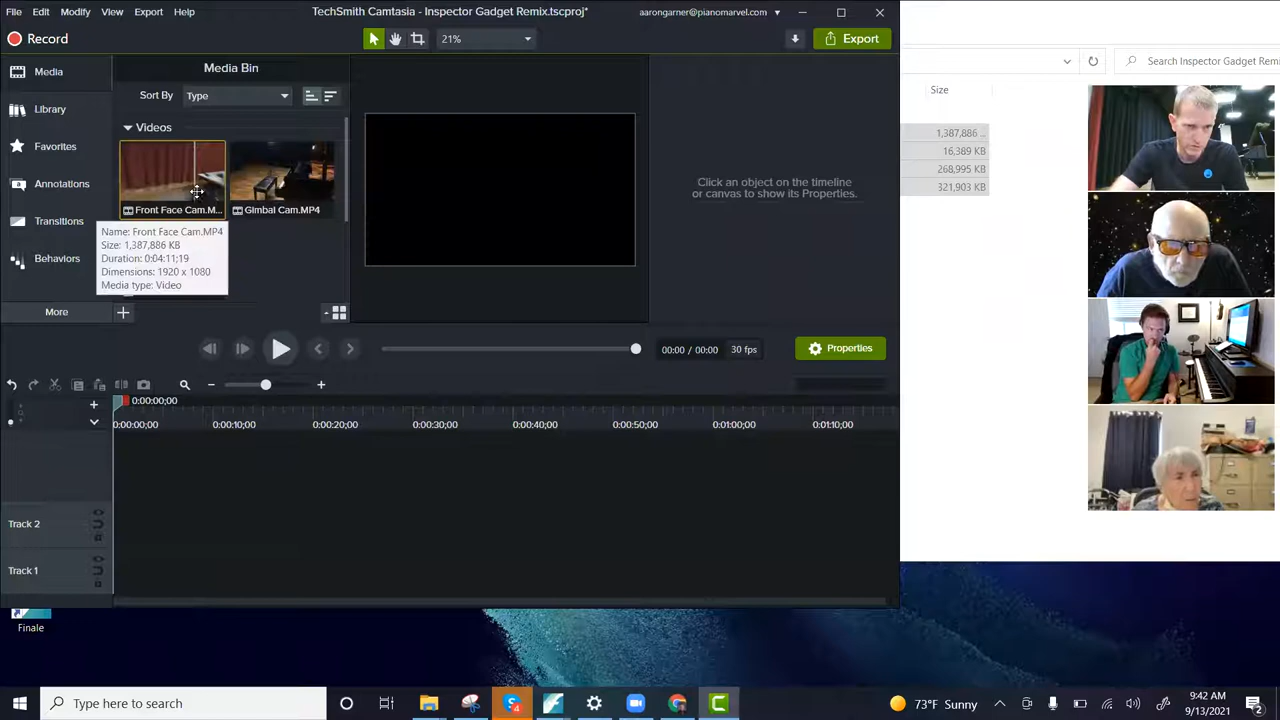 File Edit Modify View Export Share Help
TechSmith Camtasia - Inspector Gadget Remix.tscproj*
aarongarner@pianomarvel.com
Record
21%
Export
Search Inspector Gadget Remi
Media
Media Bin
Size
Sort By Type
Library
Videos
1,387,886 ...
Favorites
16,389 KB
268,995 KB
Click an object on the timeline
or canvas to show its Properties.
Annotations
321,903 KB
Front Face Cam.M...
Gimbal Cam.MP4
Transitions
Name: Front Face Cam.MP4
Size: 1,387,886 KB
Duration: 0:04:11;19
Dimensions: 1920 x 1080
Media type: Video
Behaviors
More
00:00 / 00:00
30 fps
Properties
0:00:00;00
0:00:00;00 0:00:10;00 0:00:20;00 0:00:30;00 0:00:40;00 0:00:50;00 0:01:00;00 0:01:10;00
Track 2
Track 1
Finale
Type here to search
73°F Sunny
9:42 AM
9/13/2021
2